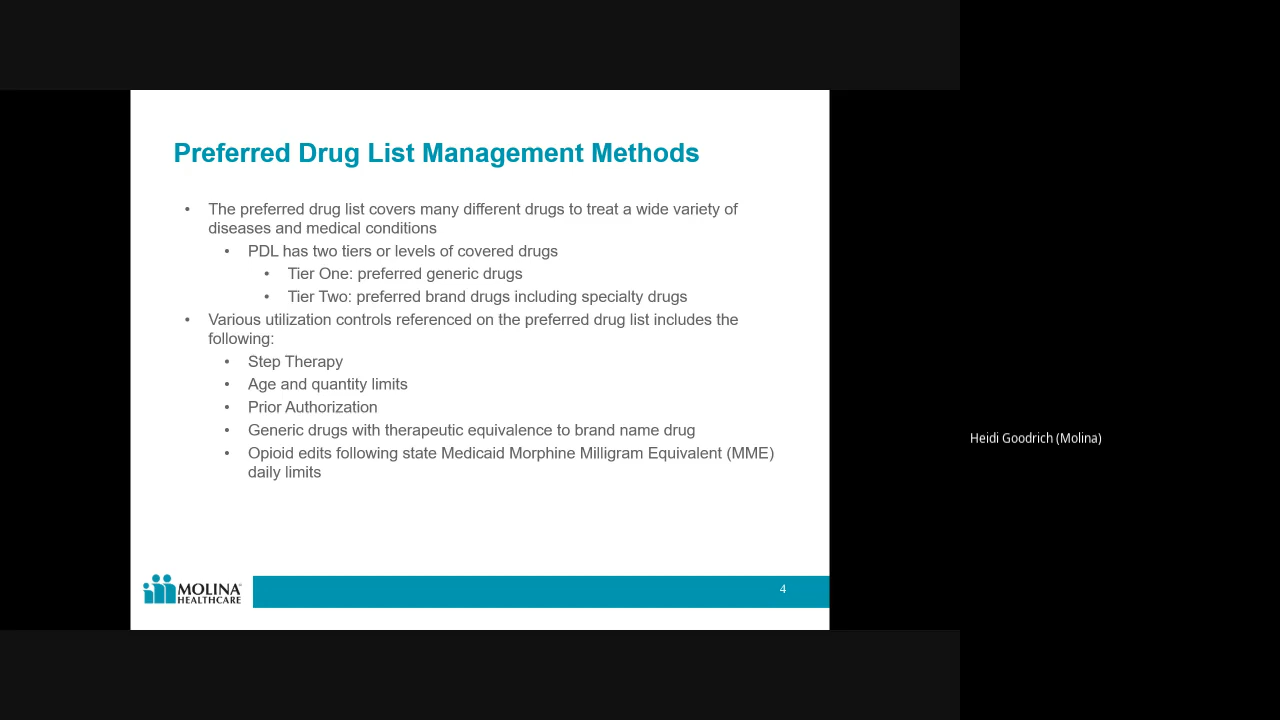 Preferred Drug List Management Methods
• The preferred drug list covers many different drugs to treat a wide variety of
diseases and medical conditions
• PDL has two tiers or levels of covered drugs
• Tier One: preferred generic drugs
• Tier Two: preferred brand drugs including specialty drugs
• Various utilization controls referenced on the preferred drug list includes the
following:
• Step Therapy
• Age and quantity limits
• Prior Authorization
• Generic drugs with therapeutic equivalence to brand name drug
• Opioid edits following state Medicaid Morphine Milligram Equivalent (MME)
daily limits
MOLINA
HEALTHCARE
4
Heidi Goodrich (Molina)